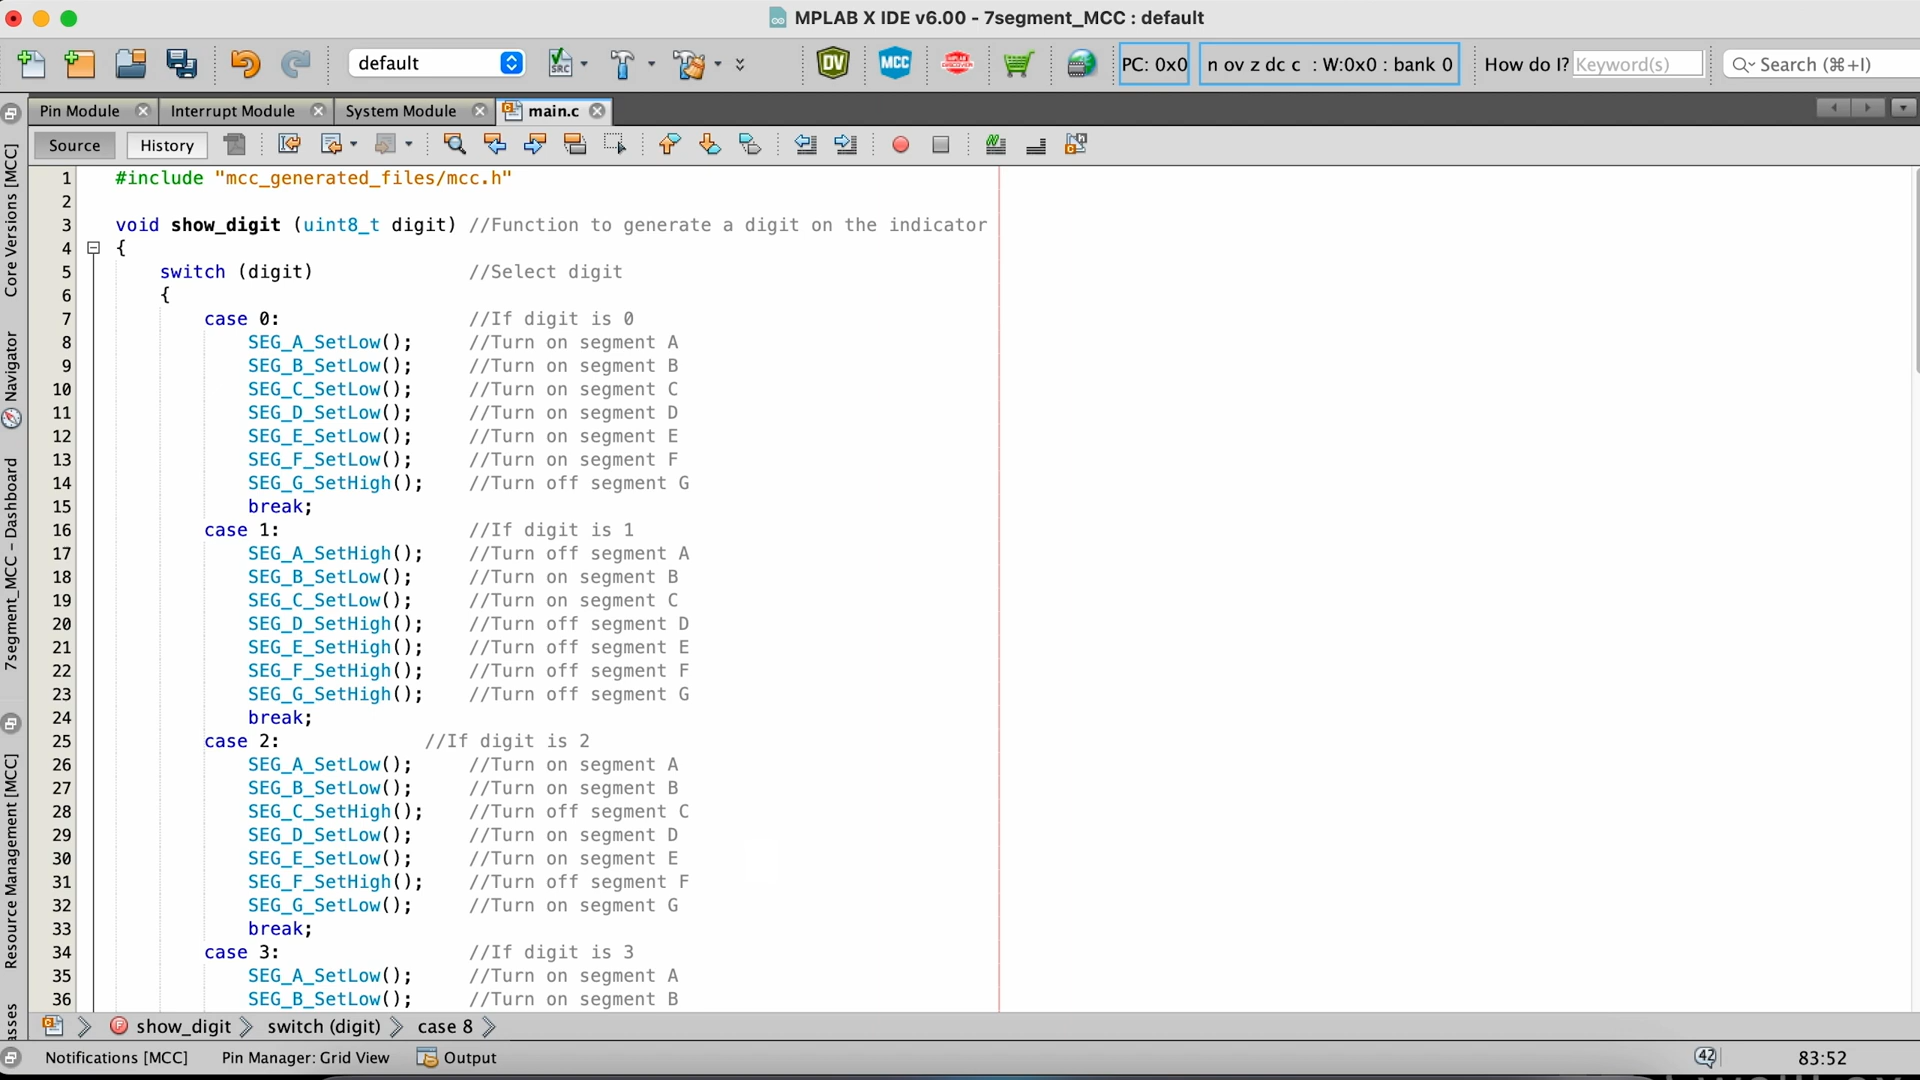 MPLAB X IDE v6.00 - 7segment_MCC : default
default
SRC
DV
MCC
PC: 0x0
n ov z dc c : W:0x0 : bank 0
How do I?
Keyword(s)
Search (⌘+I)
Pin Module
Interrupt Module
System Module
main.c
Source
History
Core Versions [MCC]
Navigator
7segment_MCC - Dashboard
Resource Management [MCC]
asses
1 #include "mcc_generated_files/mcc.h"
2
3 void show_digit (uint8_t digit) //Function to generate a digit on the indicator
4 {
5 switch (digit) //Select digit
6 {
7 case 0: //If digit is 0
8 SEG_A_SetLow(); //Turn on segment A
9 SEG_B_SetLow(); //Turn on segment B
10 SEG_C_SetLow(); //Turn on segment C
11 SEG_D_SetLow(); //Turn on segment D
12 SEG_E_SetLow(); //Turn on segment E
13 SEG_F_SetLow(); //Turn on segment F
14 SEG_G_SetHigh(); //Turn off segment G
15 break;
16 case 1: //If digit is 1
17 SEG_A_SetHigh(); //Turn off segment A
18 SEG_B_SetLow(); //Turn on segment B
19 SEG_C_SetLow(); //Turn on segment C
20 SEG_D_SetHigh(); //Turn off segment D
21 SEG_E_SetHigh(); //Turn off segment E
22 SEG_F_SetHigh(); //Turn off segment F
23 SEG_G_SetHigh(); //Turn off segment G
24 break;
25 case 2: //If digit is 2
26 SEG_A_SetLow(); //Turn on segment A
27 SEG_B_SetLow(); //Turn on segment B
28 SEG_C_SetHigh(); //Turn off segment C
29 SEG_D_SetLow(); //Turn on segment D
30 SEG_E_SetLow(); //Turn on segment E
31 SEG_F_SetHigh(); //Turn off segment F
32 SEG_G_SetLow(); //Turn on segment G
33 break;
34 case 3: //If digit is 3
35 SEG_A_SetLow(); //Turn on segment A
36 SEG_B_SetLow(); //Turn on segment B
show_digit
switch (digit)
case 8
Notifications [MCC]
Pin Manager: Grid View
Output
42
83:52